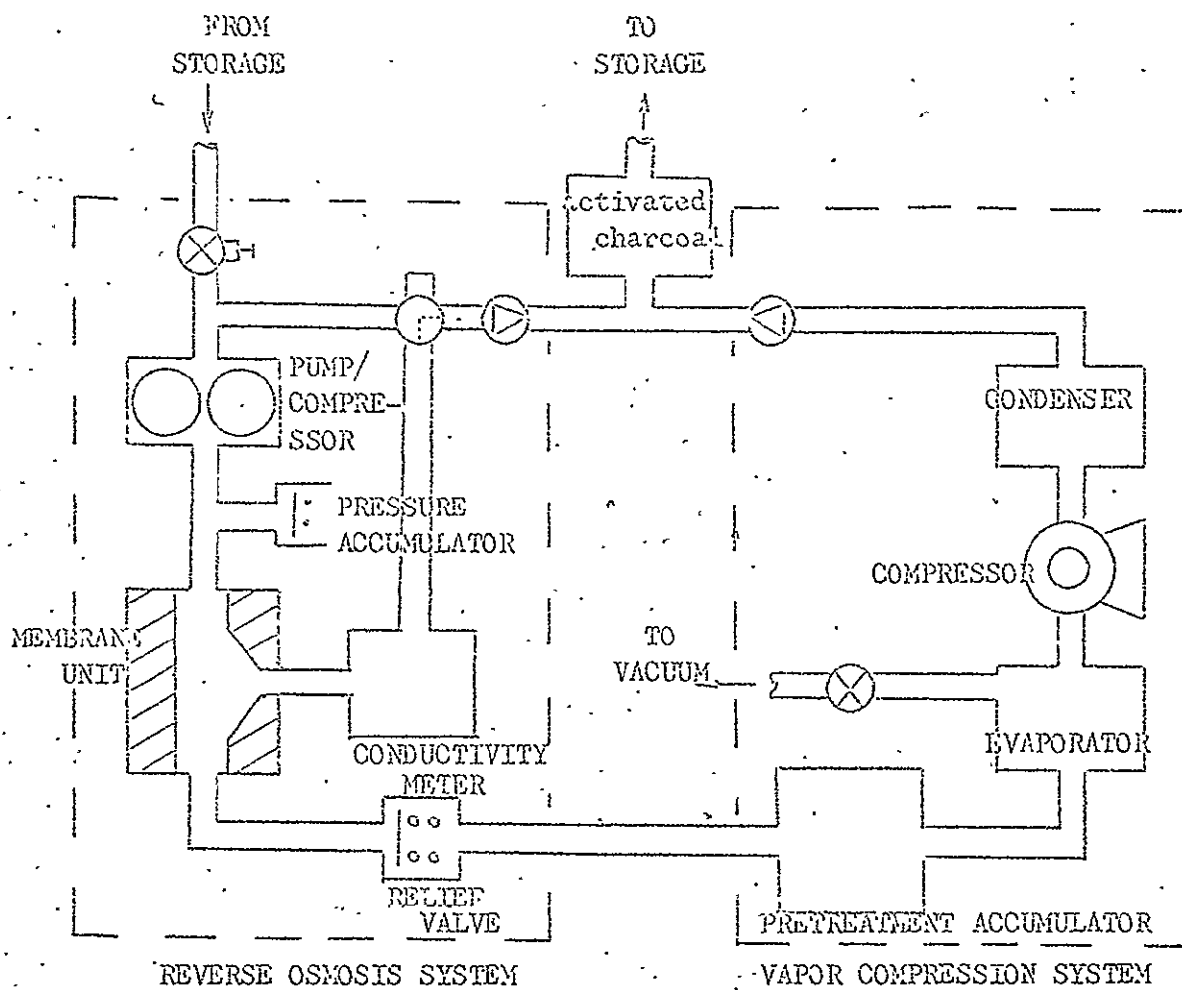 FROM
STORAGE
TO
STORAGE
activated
charcoal
PUMP/
COMPRE-
SSOR
CONDENSER
PRESSURE
ACCUMULATOR
COMPRESSOR
MEMBRANE
UNIT
TO
VACUUM
CONDUCTIVITY
METER
EVAPORATOR
RELIEF
VALVE
PRETREATMENT ACCUMULATOR
REVERSE OSMOSIS SYSTEM
VAPOR COMPRESSION SYSTEM